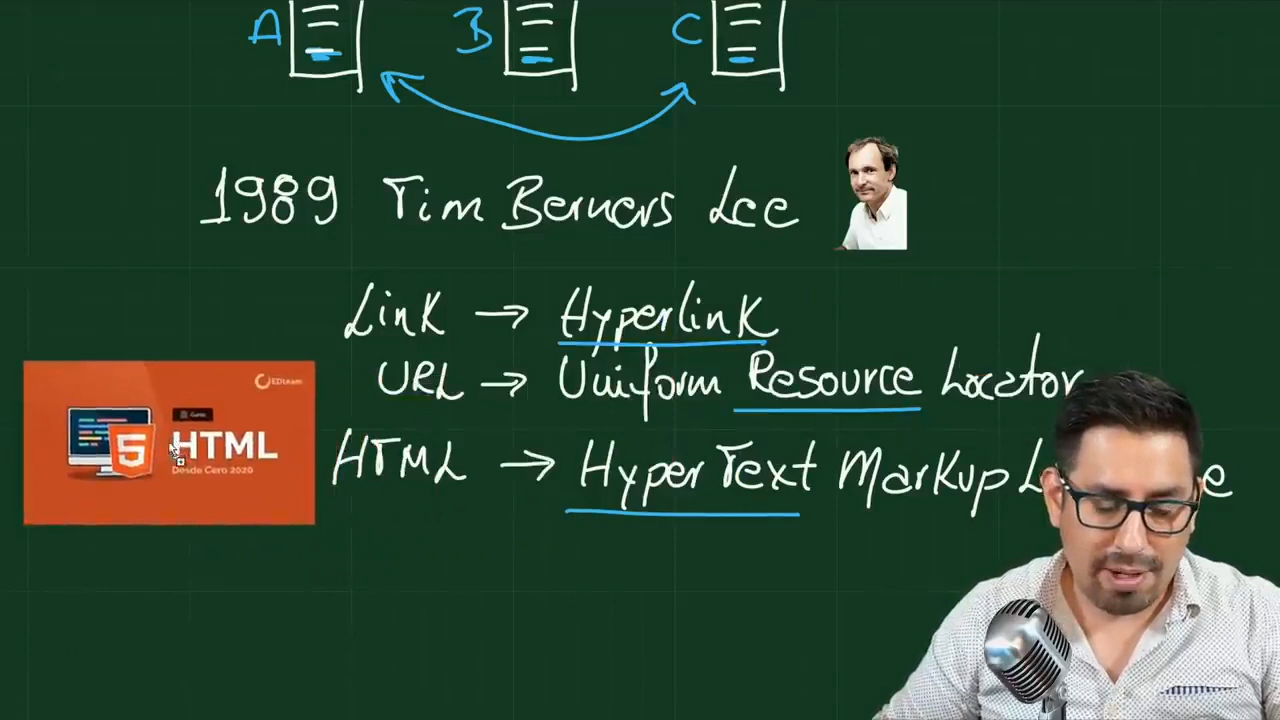 A B C
1989 Tim Berners Lee
Link → Hyperlink
URL → Uniform Resource Locator
HTML → HyperText Markup
EDteam
Curso
5 HTML
Desde Cero 2020